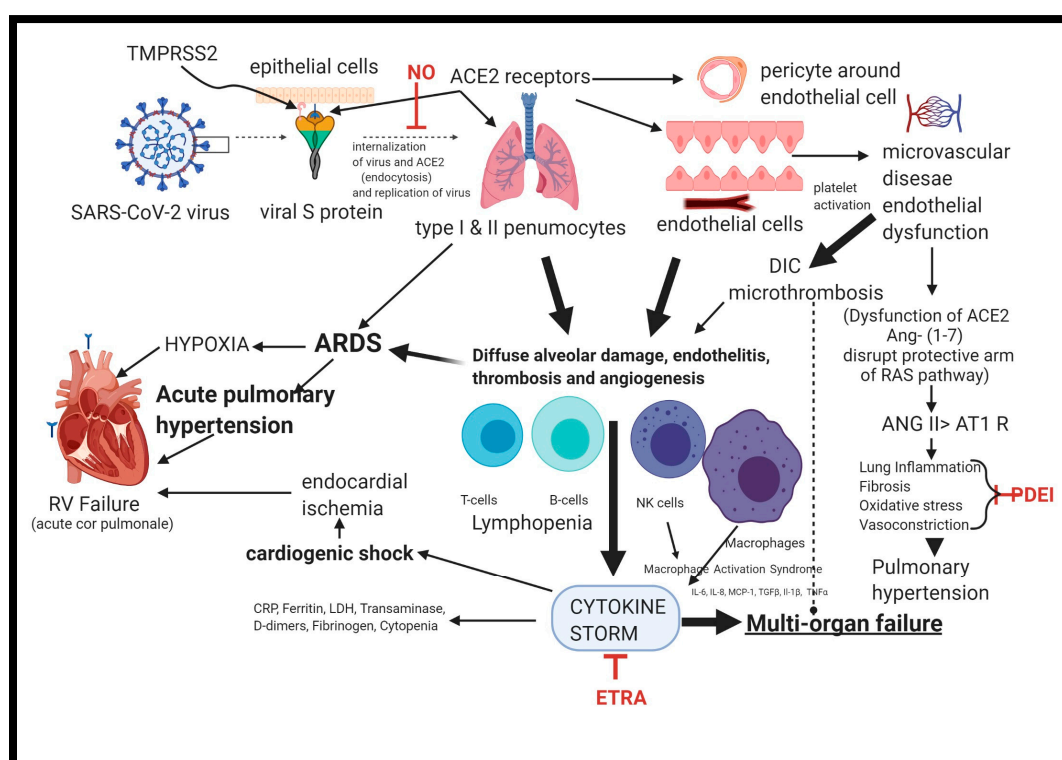 TMPRSS2
epithelial cells
NO
ACE2 receptors
pericyte around
endothelial cell
internalization
of virus and ACE2
(endocytosis)
and replication of virus
SARS-CoV-2 virus
viral S protein
type I & II penumocytes
endothelial cells
platelet
activation
microvascular
disesae
endothelial
dysfunction
DIC
microthrombosis
(Dysfunction of ACE2
Ang- (1-7)
disrupt protective arm
of RAS pathway)
HYPOXIA
ARDS
Diffuse alveolar damage, endothelitis,
thrombosis and angiogenesis
Acute pulmonary
hypertension
ANG II> AT1 R
Lung Inflammation
Fibrosis
Oxidative stress
Vasoconstriction
PDEI
RV Failure
(acute cor pulmonale)
endocardial
ischemia
T-cells
B-cells
NK cells
Lymphopenia
Macrophages
cardiogenic shock
Macrophage Activation Syndrome
IL-6, IL-8, MCP-1, TGFβ, Il-1β, TNFα
Pulmonary
hypertension
CRP, Ferritin, LDH, Transaminase,
D-dimers, Fibrinogen, Cytopenia
CYTOKINE
STORM
Multi-organ failure
ETRA